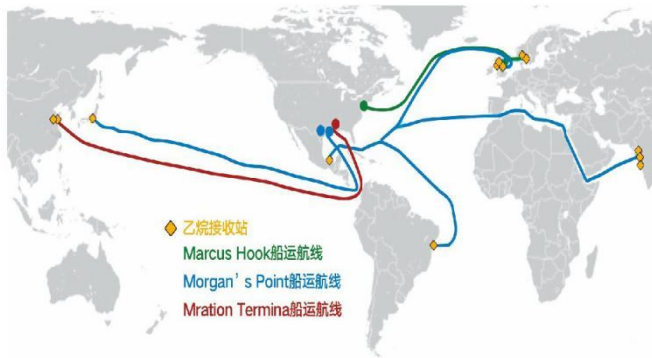 乙烷接收站
Marcus Hook船运航线
Morgan's Point船运航线
Mration Termina船运航线